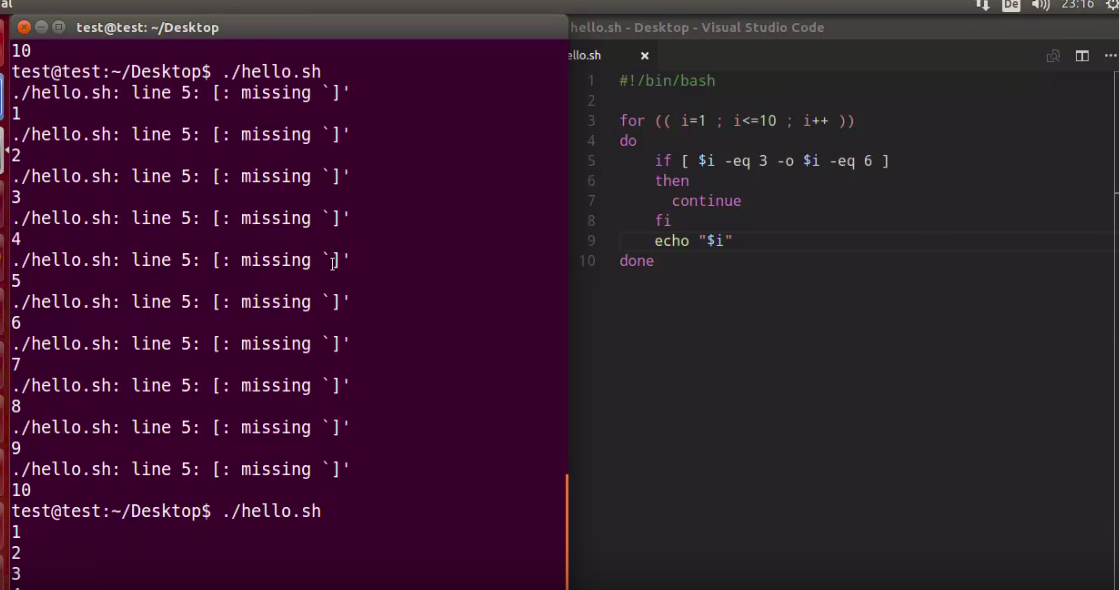 al
De
23:16
test@test: ~/Desktop
10
test@test:~/Desktop$ ./hello.sh
./hello.sh: line 5: [: missing `]'
1
./hello.sh: line 5: [: missing `]'
2
./hello.sh: line 5: [: missing `]'
3
./hello.sh: line 5: [: missing `]'
4
./hello.sh: line 5: [: missing `]'
5
./hello.sh: line 5: [: missing `]'
6
./hello.sh: line 5: [: missing `]'
7
./hello.sh: line 5: [: missing `]'
8
./hello.sh: line 5: [: missing `]'
9
./hello.sh: line 5: [: missing `]'
10
test@test:~/Desktop$ ./hello.sh
1
2
3
hello.sh - Desktop - Visual Studio Code
ello.sh
1 #!/bin/bash
2
3 for (( i=1 ; i<=10 ; i++ ))
4 do
5 if [ $i -eq 3 -o $i -eq 6 ]
6 then
7 continue
8 fi
9 echo "$i"
10 done